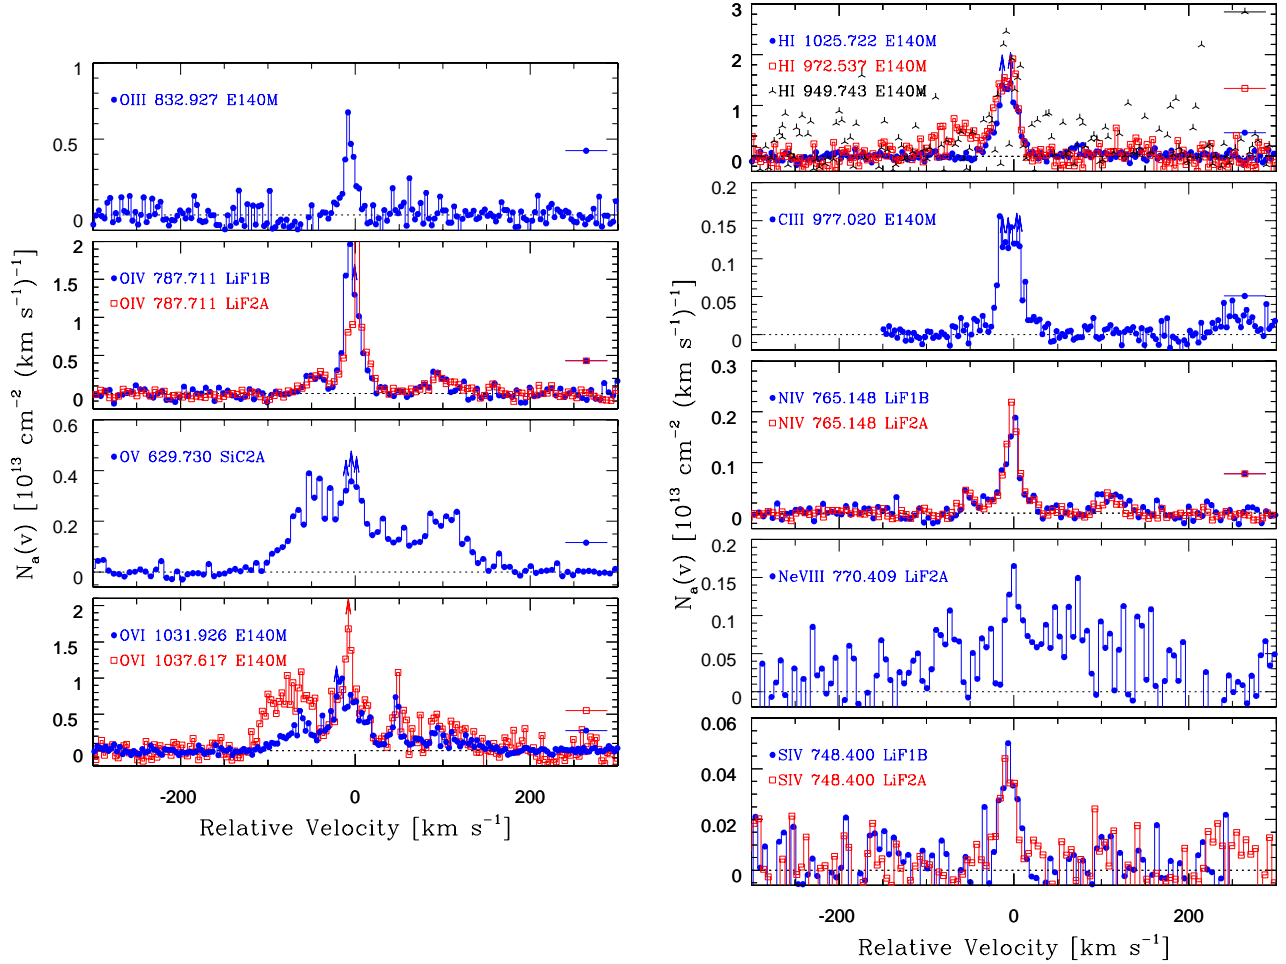 1
0.5
0
OIII 832.927 E140M
2
1.5
1
0.5
0
OIV 787.711 LiF1B
OIV 787.711 LiF2A
0.6
0.4
0.2
0
OV 629.730 SiC2A
2
1.5
1
0.5
0
OVI 1031.926 E140M
OVI 1037.617 E140M
-200 0 200
Relative Velocity [km s⁻¹]
Nₐ(v) [10¹³ cm⁻² (km s⁻¹)⁻¹]
3
2
1
0
HI 1025.722 E140M
HI 972.537 E140M
HI 949.743 E140M
0.2
0.15
0.1
0.05
0
CIII 977.020 E140M
0.3
0.2
0.1
0
NIV 765.148 LiF1B
NIV 765.148 LiF2A
0.2
0.15
0.1
0.05
0
NeVIII 770.409 LiF2A
0.06
0.04
0.02
0
SIV 748.400 LiF1B
SIV 748.400 LiF2A
-200 0 200
Relative Velocity [km s⁻¹]
Nₐ(v) [10¹³ cm⁻² (km s⁻¹)⁻¹]